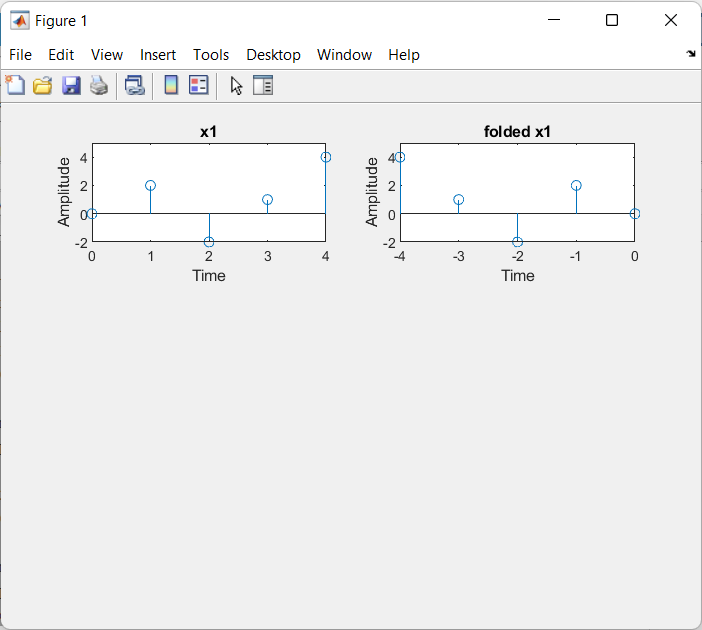 Figure 1
File Edit View Insert Tools Desktop Window Help
x1
Amplitude
4
2
0
-2
0 1 2 3 4
Time
folded x1
Amplitude
4
2
0
-2
-4 -3 -2 -1 0
Time